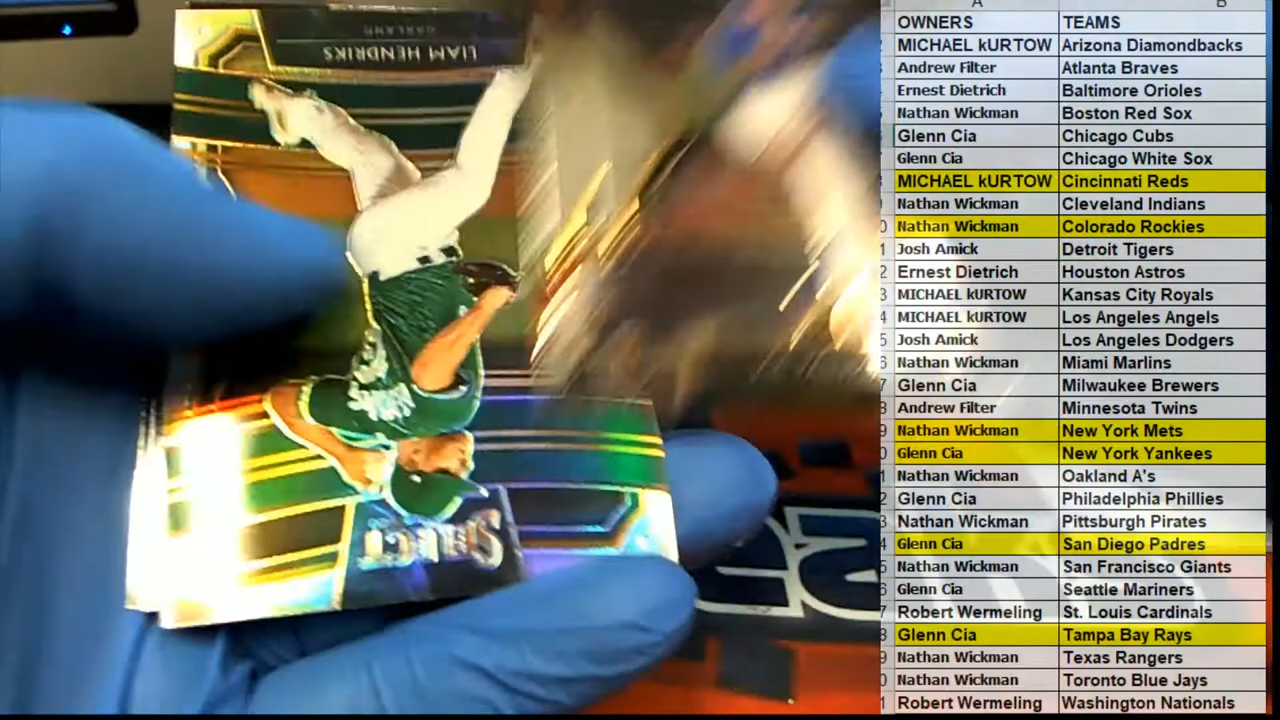 LIAM HENDRIKS
OAKLAND
SELECT
A B
OWNERS TEAMS
MICHAEL kURTOW Arizona Diamondbacks
Andrew Filter Atlanta Braves
Ernest Dietrich Baltimore Orioles
Nathan Wickman Boston Red Sox
Glenn Cia Chicago Cubs
Glenn Cia Chicago White Sox
MICHAEL kURTOW Cincinnati Reds
Nathan Wickman Cleveland Indians
Nathan Wickman Colorado Rockies
Josh Amick Detroit Tigers
Ernest Dietrich Houston Astros
MICHAEL kURTOW Kansas City Royals
MICHAEL kURTOW Los Angeles Angels
Josh Amick Los Angeles Dodgers
Nathan Wickman Miami Marlins
Glenn Cia Milwaukee Brewers
Andrew Filter Minnesota Twins
Nathan Wickman New York Mets
Glenn Cia New York Yankees
Nathan Wickman Oakland A's
Glenn Cia Philadelphia Phillies
Nathan Wickman Pittsburgh Pirates
Glenn Cia San Diego Padres
Nathan Wickman San Francisco Giants
Glenn Cia Seattle Mariners
Robert Wermeling St. Louis Cardinals
Glenn Cia Tampa Bay Rays
Nathan Wickman Texas Rangers
Nathan Wickman Toronto Blue Jays
Robert Wermeling Washington Nationals